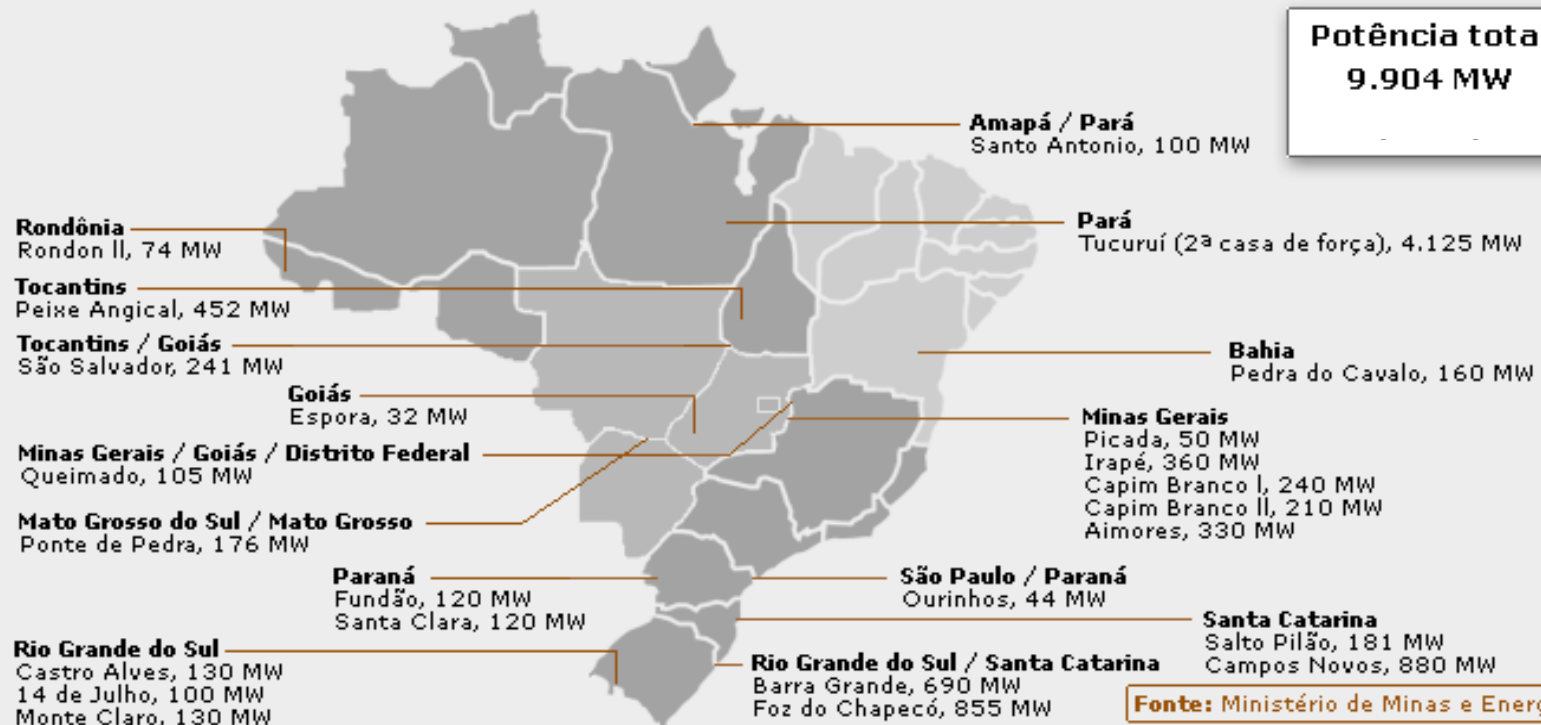 Potência tota
9.904 MW
Amapá / Pará
Santo Antonio, 100 MW
Rondônia
Rondon ll, 74 MW
Pará
Tucuruí (2ª casa de força), 4.125 MW
Tocantins
Peixe Angical, 452 MW
Tocantins / Goiás
São Salvador, 241 MW
Bahia
Pedra do Cavalo, 160 MW
Goiás
Espora, 32 MW
Minas Gerais
Picada, 50 MW
Irapé, 360 MW
Capim Branco l, 240 MW
Capim Branco ll, 210 MW
Aimores, 330 MW
Minas Gerais / Goiás / Distrito Federal
Queimado, 105 MW
Mato Grosso do Sul / Mato Grosso
Ponte de Pedra, 176 MW
Paraná
Fundão, 120 MW
Santa Clara, 120 MW
São Paulo / Paraná
Ourinhos, 44 MW
Santa Catarina
Salto Pilão, 181 MW
Campos Novos, 880 MW
Rio Grande do Sul
Castro Alves, 130 MW
14 de Julho, 100 MW
Monte Claro, 130 MW
Rio Grande do Sul / Santa Catarina
Barra Grande, 690 MW
Foz do Chapecó, 855 MW
Fonte: Ministério de Minas e Energ